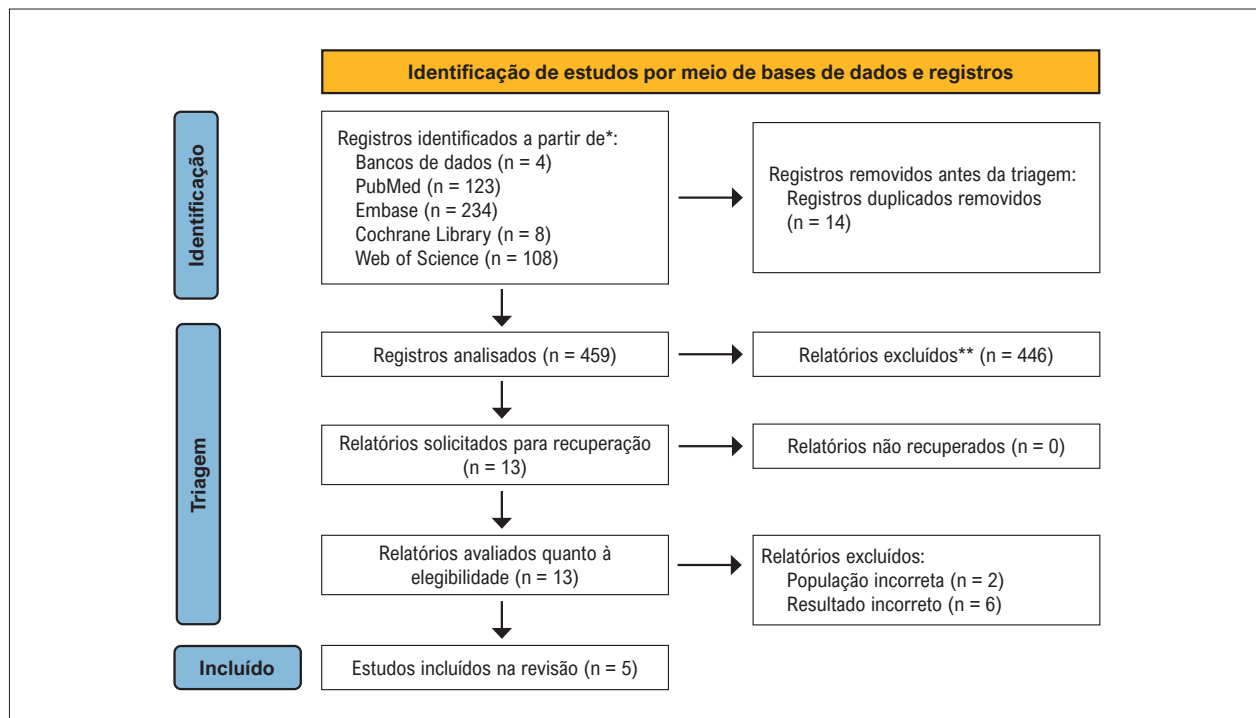 Identificação de estudos por meio de bases de dados e registros
Identificação
Registros identificados a partir de*:
Bancos de dados (n = 4)
PubMed (n = 123)
Embase (n = 234)
Cochrane Library (n = 8)
Web of Science (n = 108)
Registros removidos antes da triagem:
Registros duplicados removidos
(n = 14)
Triagem
Registros analisados (n = 459)
Relatórios excluídos** (n = 446)
Relatórios solicitados para recuperação
(n = 13)
Relatórios não recuperados (n = 0)
Relatórios avaliados quanto à
elegibilidade (n = 13)
Relatórios excluídos:
População incorreta (n = 2)
Resultado incorreto (n = 6)
Incluído
Estudos incluídos na revisão (n = 5)